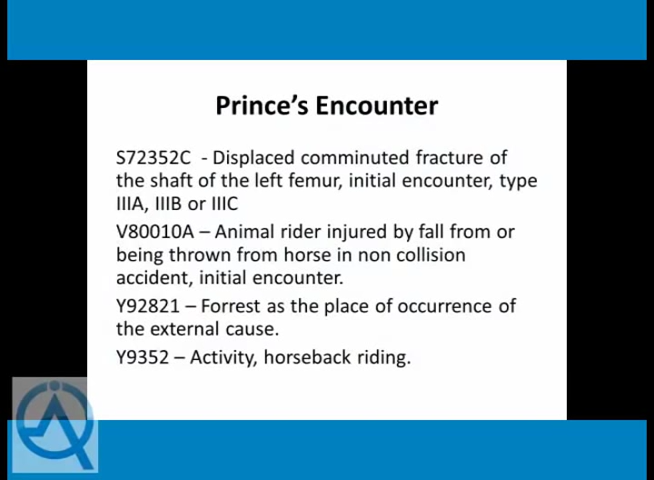 Prince's Encounter
S72352C - Displaced comminuted fracture of
the shaft of the left femur, initial encounter, type
IIIA, IIIB or IIIC
V80010A – Animal rider injured by fall from or
being thrown from horse in non collision
accident, initial encounter.
Y92821 – Forrest as the place of occurrence of
the external cause.
Y9352 – Activity, horseback riding.